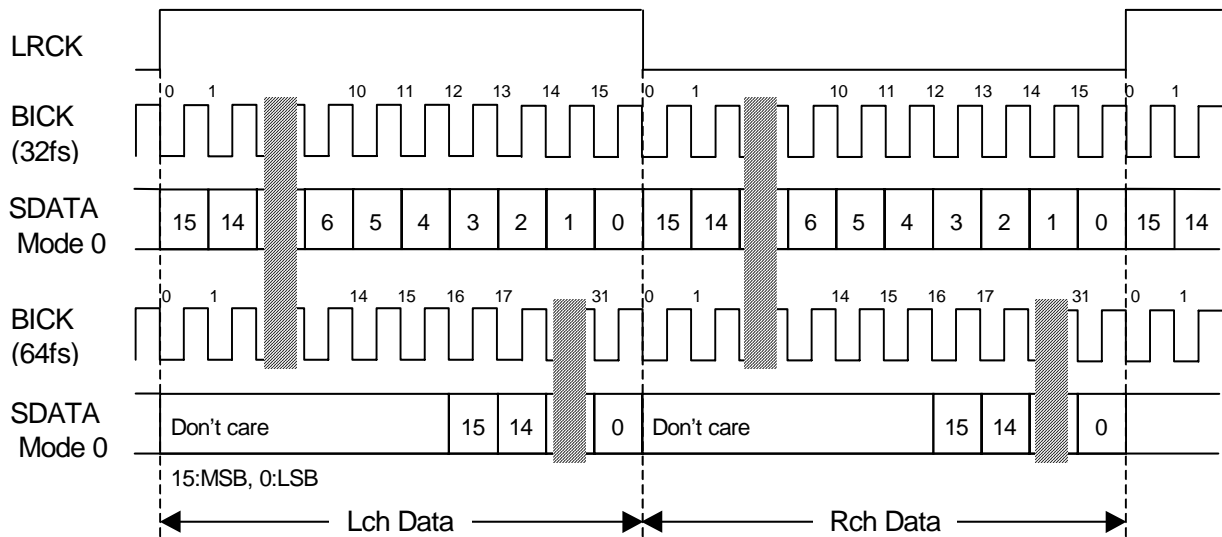 LRCK
0 1 10 11 12 13 14 15 0 1 10 11 12 13 14 15 0 1
BICK
(32fs)
SDATA
Mode 0
15 14 6 5 4 3 2 1 0 15 14 6 5 4 3 2 1 0 15 14
0 1 14 15 16 17 31 0 1 14 15 16 17 31 0 1
BICK
(64fs)
SDATA
Mode 0
Don't care 15 14 0 Don't care 15 14 0
15:MSB, 0:LSB
Lch Data Rch Data